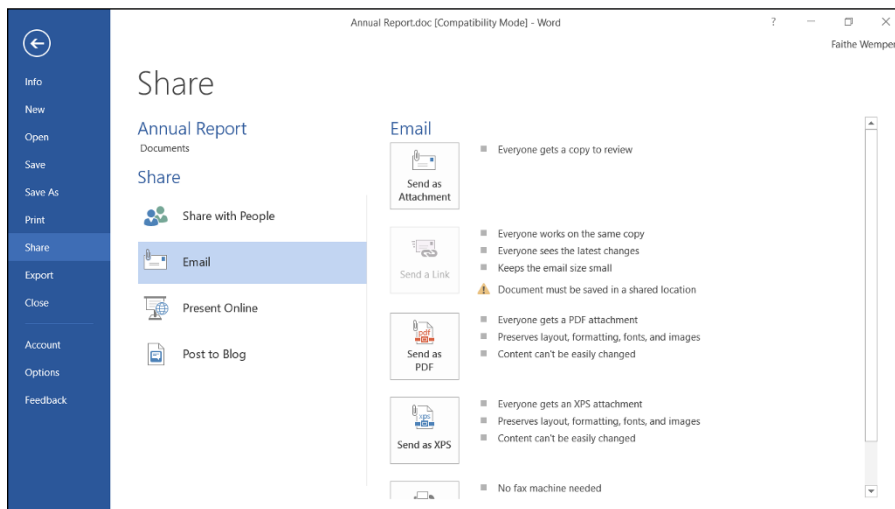 Annual Report.doc [Compatibility Mode] - Word
?
Faithe Wemper
Info
New
Open
Save
Save As
Print
Share
Export
Close
Account
Options
Feedback
Share
Annual Report
Documents
Share
Share with People
Email
Present Online
Post to Blog
Email
Send as
Attachment
Everyone gets a copy to review
Send a Link
Everyone works on the same copy
Everyone sees the latest changes
Keeps the email size small
Document must be saved in a shared location
pdf
Send as
PDF
Everyone gets a PDF attachment
Preserves layout, formatting, fonts, and images
Content can't be easily changed
xps
Send as XPS
Everyone gets an XPS attachment
Preserves layout, formatting, fonts, and images
Content can't be easily changed
No fax machine needed